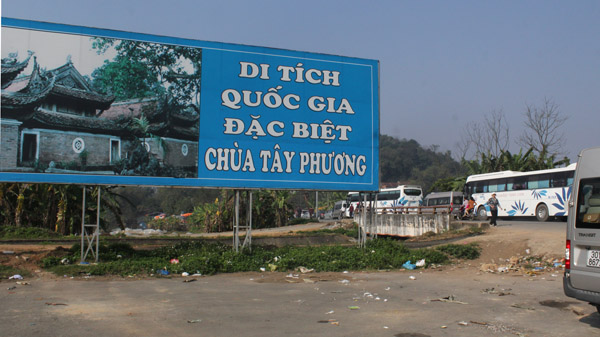 DI TÍCH
QUỐC GIA
ĐẶC BIỆT
CHÙA TÂY PHƯƠNG